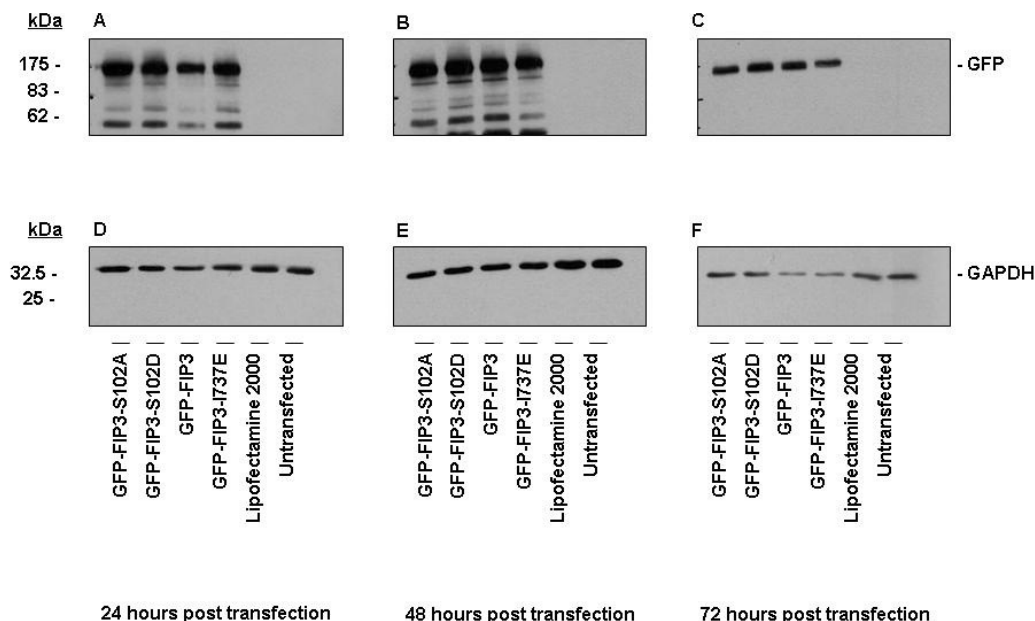 kDa
A
B
C
175 -
83 -
62 -
- GFP
kDa
D
E
F
32.5 -
25 -
- GAPDH
GFP-FIP3-S102A
GFP-FIP3-S102D
GFP-FIP3
GFP-FIP3-I737E
Lipofectamine 2000
Untransfected
GFP-FIP3-S102A
GFP-FIP3-S102D
GFP-FIP3
GFP-FIP3-I737E
Lipofectamine 2000
Untransfected
GFP-FIP3-S102A
GFP-FIP3-S102D
GFP-FIP3
GFP-FIP3-I737E
Lipofectamine 2000
Untransfected
24 hours post transfection
48 hours post transfection
72 hours post transfection